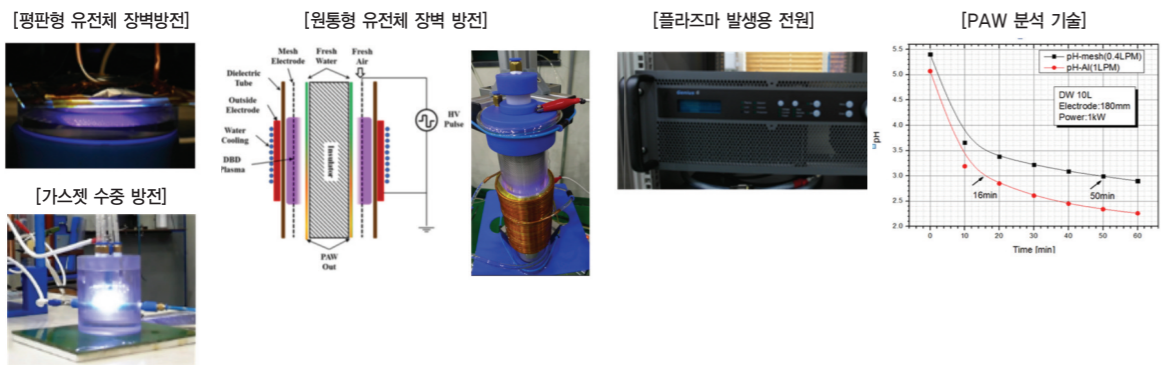 [평판형 유전체 장벽방전]
[가스젯 수중 방전]
[원통형 유전체 장벽 방전]
Mesh
Electrode
Fresh
Water
Fresh
Air
Dielectric
Tube
Outside
Electrode
Water
Cooling
DBD
Plasma
Insulator
HV
Pulse
PAW
Out
[플라즈마 발생용 전원]
[PAW 분석 기술]
pH-mesh(0.4LPM)
pH-Al(1LPM)
DW 10L
Electrode:180mm
Power:1kW
pH
5.5
5.0
4.5
4.0
3.5
3.0
2.5
2.0
16min
50min
0 10 20 30 40 50 60
Time [min]